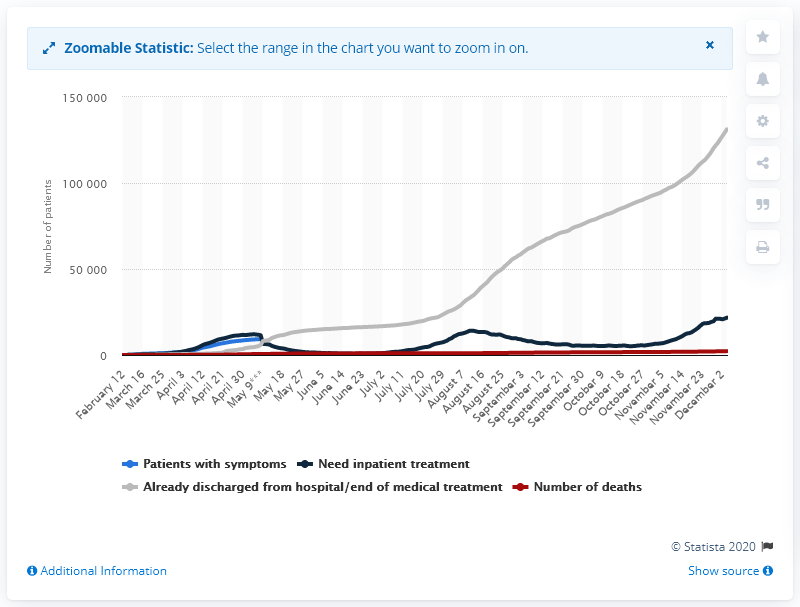 Zoomable Statistic: Select the range in the chart you want to zoom in on.
×
150 000
100 000
50 000
0
Number of patients
February 12
March 16
March 25
April 3
April 12
April 21
April 30
May 9***
May 18
May 27
June 5
June 14
June 23
July 2
July 11
July 20
July 29
August 7
August 16
August 25
September 3
September 12
September 21
September 30
October 9
October 18
October 27
November 5
November 14
November 23
December 2
Patients with symptoms Need inpatient treatment
Already discharged from hospital/end of medical treatment Number of deaths
© Statista 2020
Additional Information Show source